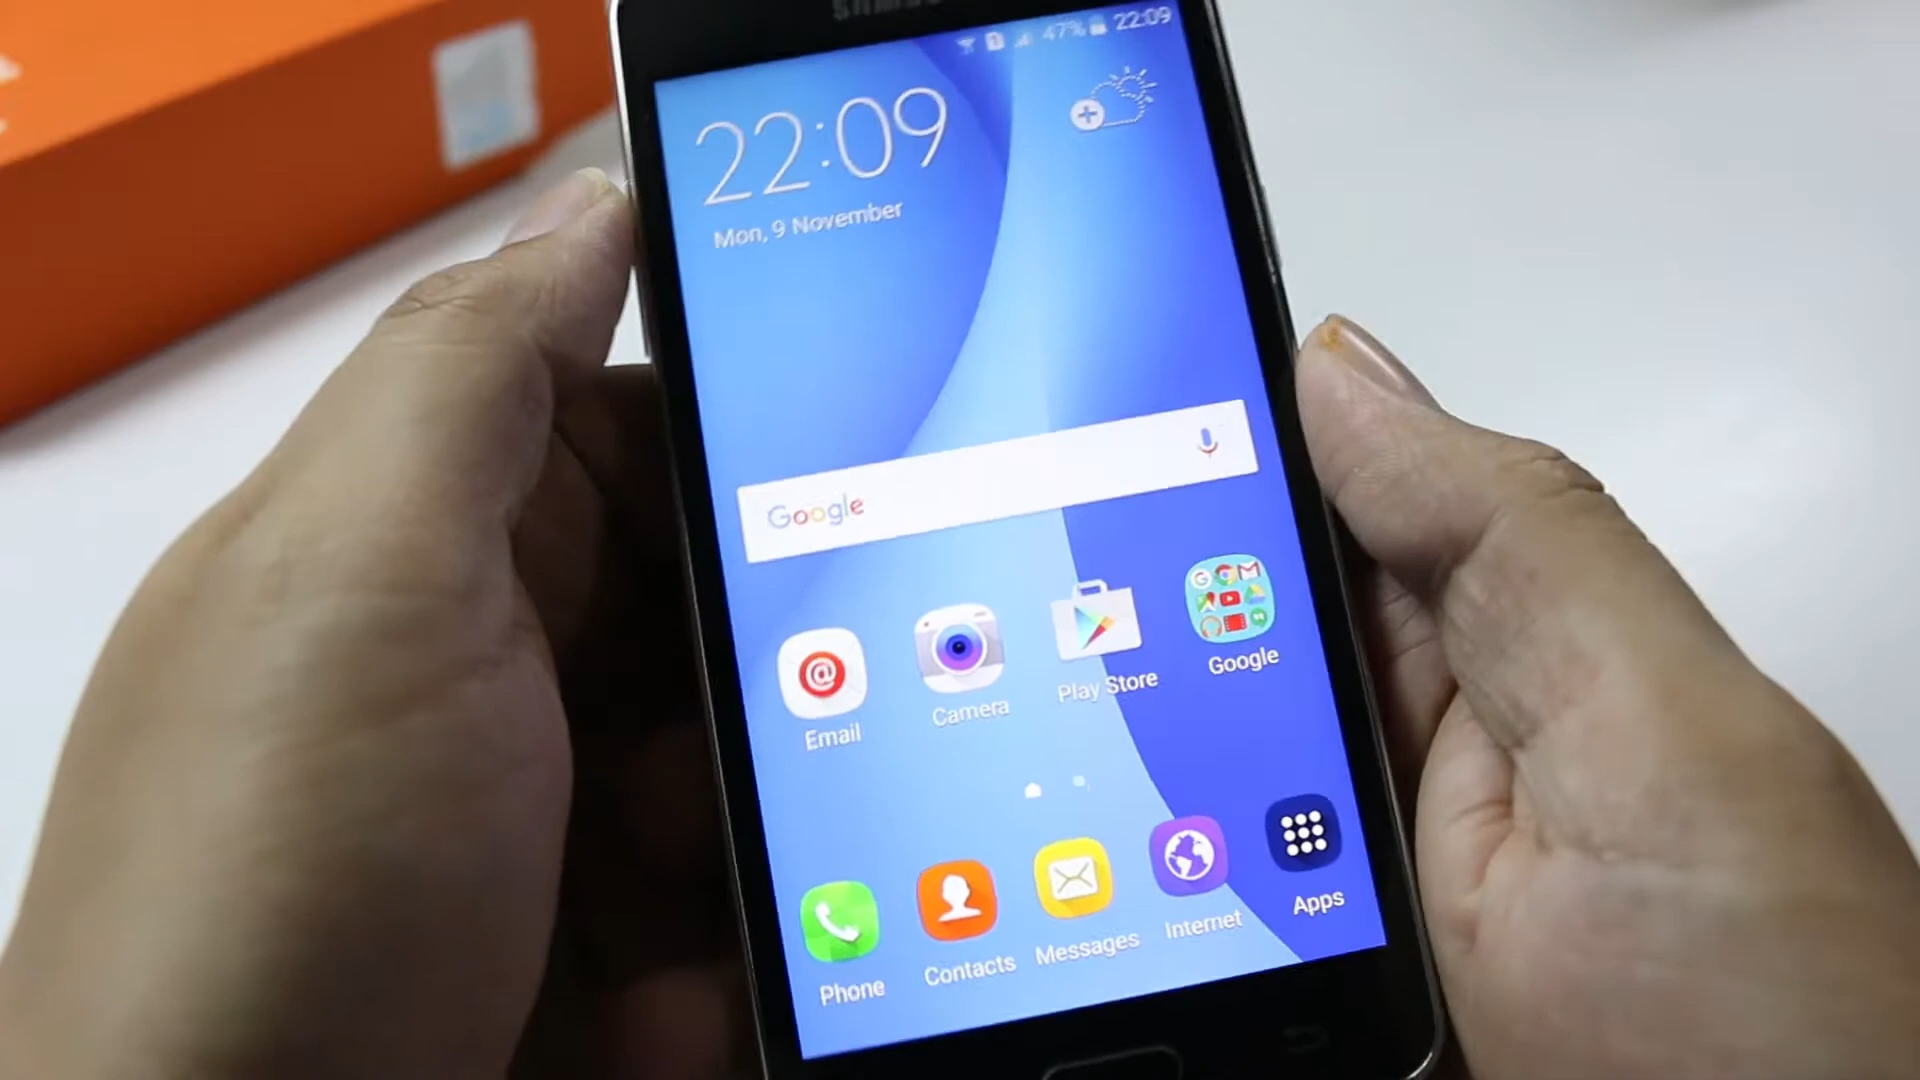 SAMSUNG
47% 22:09
22:09
Mon, 9 November
Google
Email
Camera
Play Store
Google
Phone
Contacts
Messages
Internet
Apps